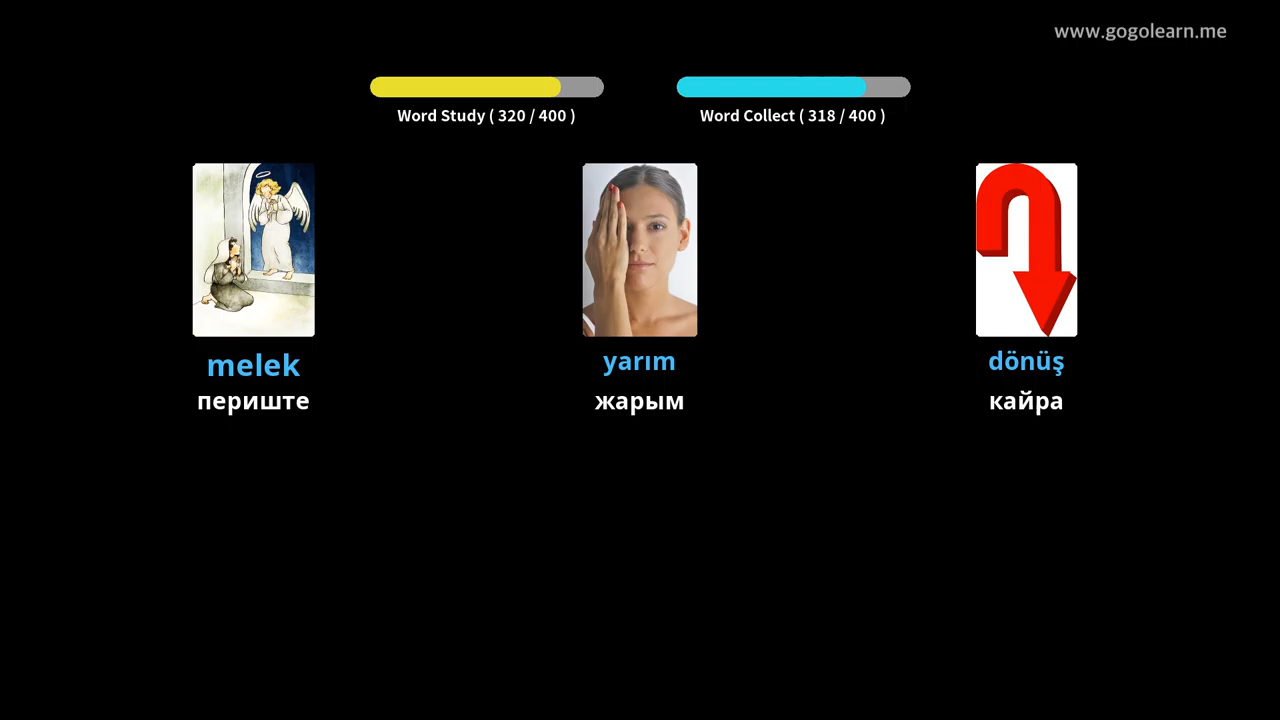 www.gogolearn.me
Word Study ( 320 / 400 )
Word Collect ( 318 / 400 )
melek
yarım
dönüş
периште
жарым
кайра